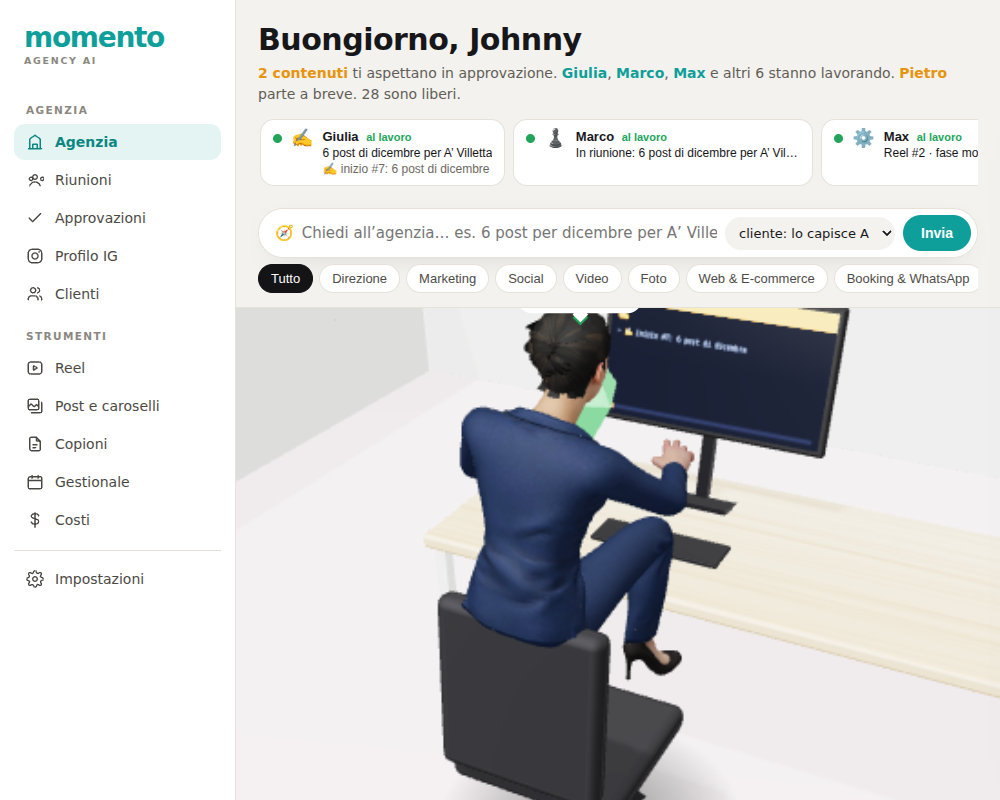 momento
AGENCY AI
AGENZIA
Agenzia
Riunioni
Approvazioni
Profilo IG
Clienti
STRUMENTI
Reel
Post e caroselli
Copioni
Gestionale
Costi
Impostazioni
Buongiorno, Johnny
2 contenuti ti aspettano in approvazione. Giulia, Marco, Max e altri 6 stanno lavorando. Pietro
parte a breve. 28 sono liberi.
Giulia al lavoro
6 post di dicembre per A’ Villetta
✍️ inizio #7: 6 post di dicembre
Marco al lavoro
In riunione: 6 post di dicembre per A’ Vil…
Max al lavoro
Reel #2 · fase mo
Chiedi all’agenzia… es. 6 post per dicembre per A’ Ville
cliente: lo capisce A
Invia
Tutto
Direzione
Marketing
Social
Video
Foto
Web & E-commerce
Booking & WhatsApp
inizio #7: 6 post di dicembre